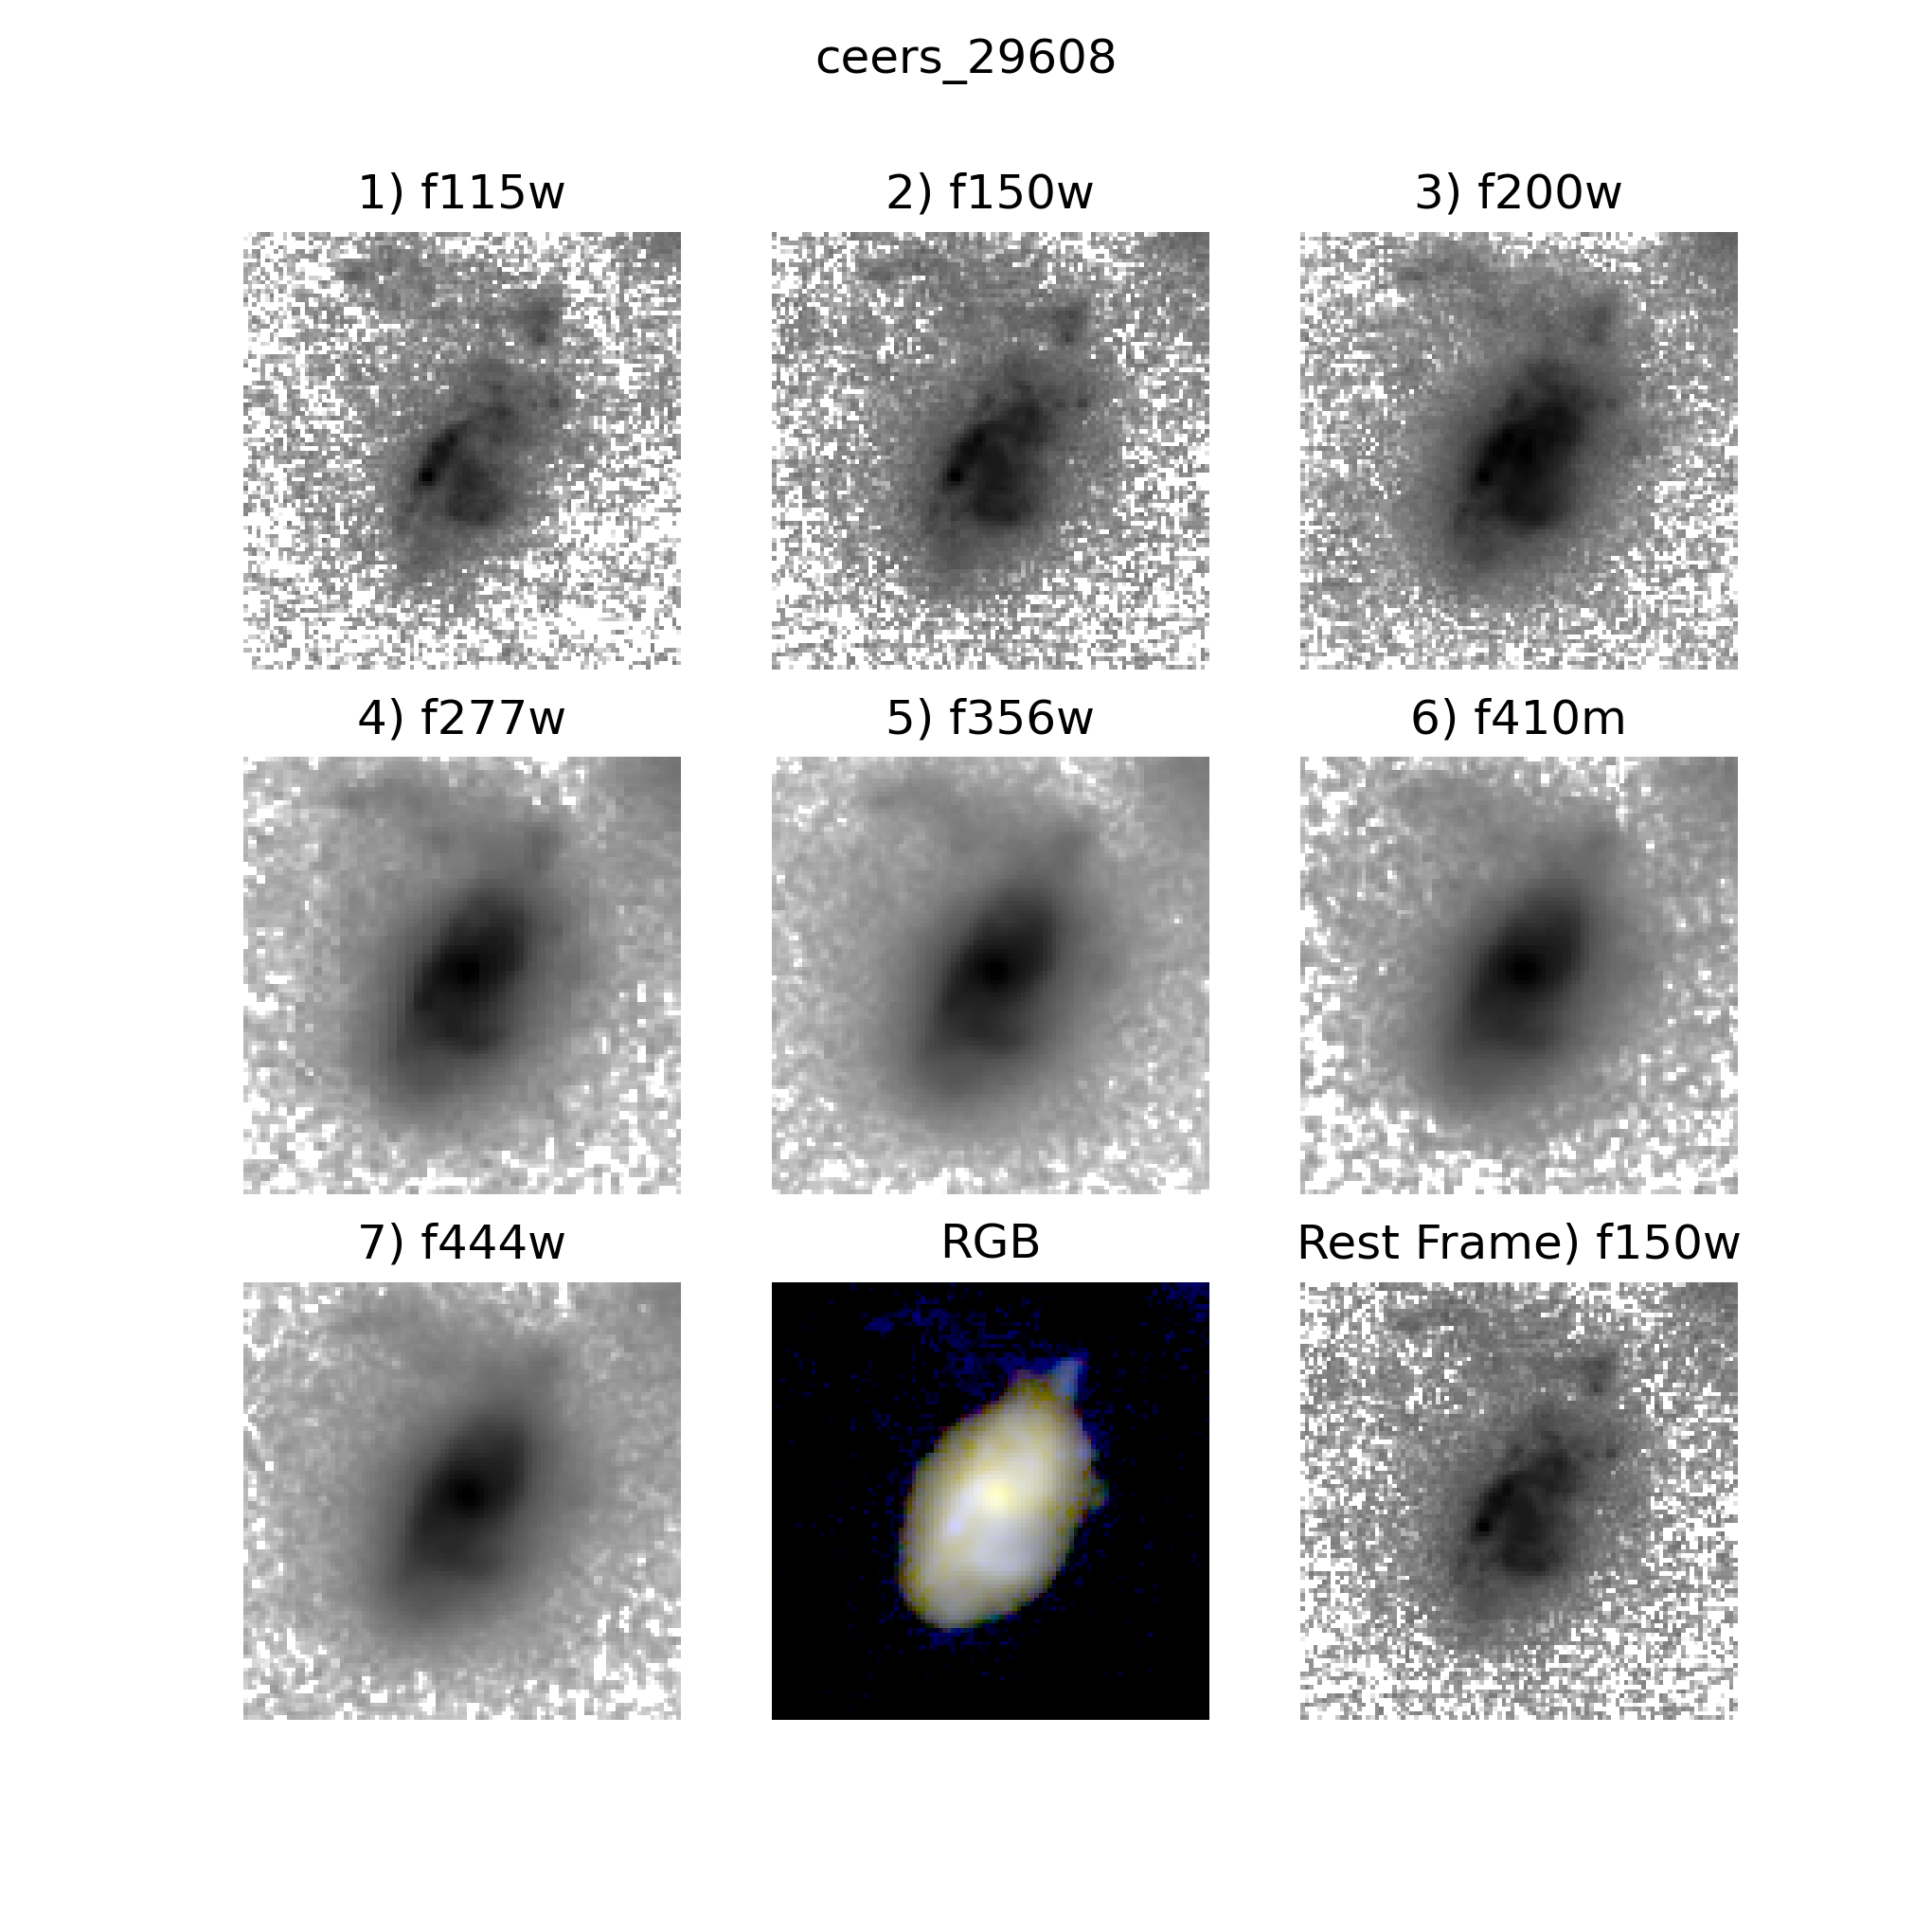 ceers_29608
1) f115w
2) f150w
3) f200w
4) f277w
5) f356w
6) f410m
7) f444w
RGB
Rest Frame) f150w